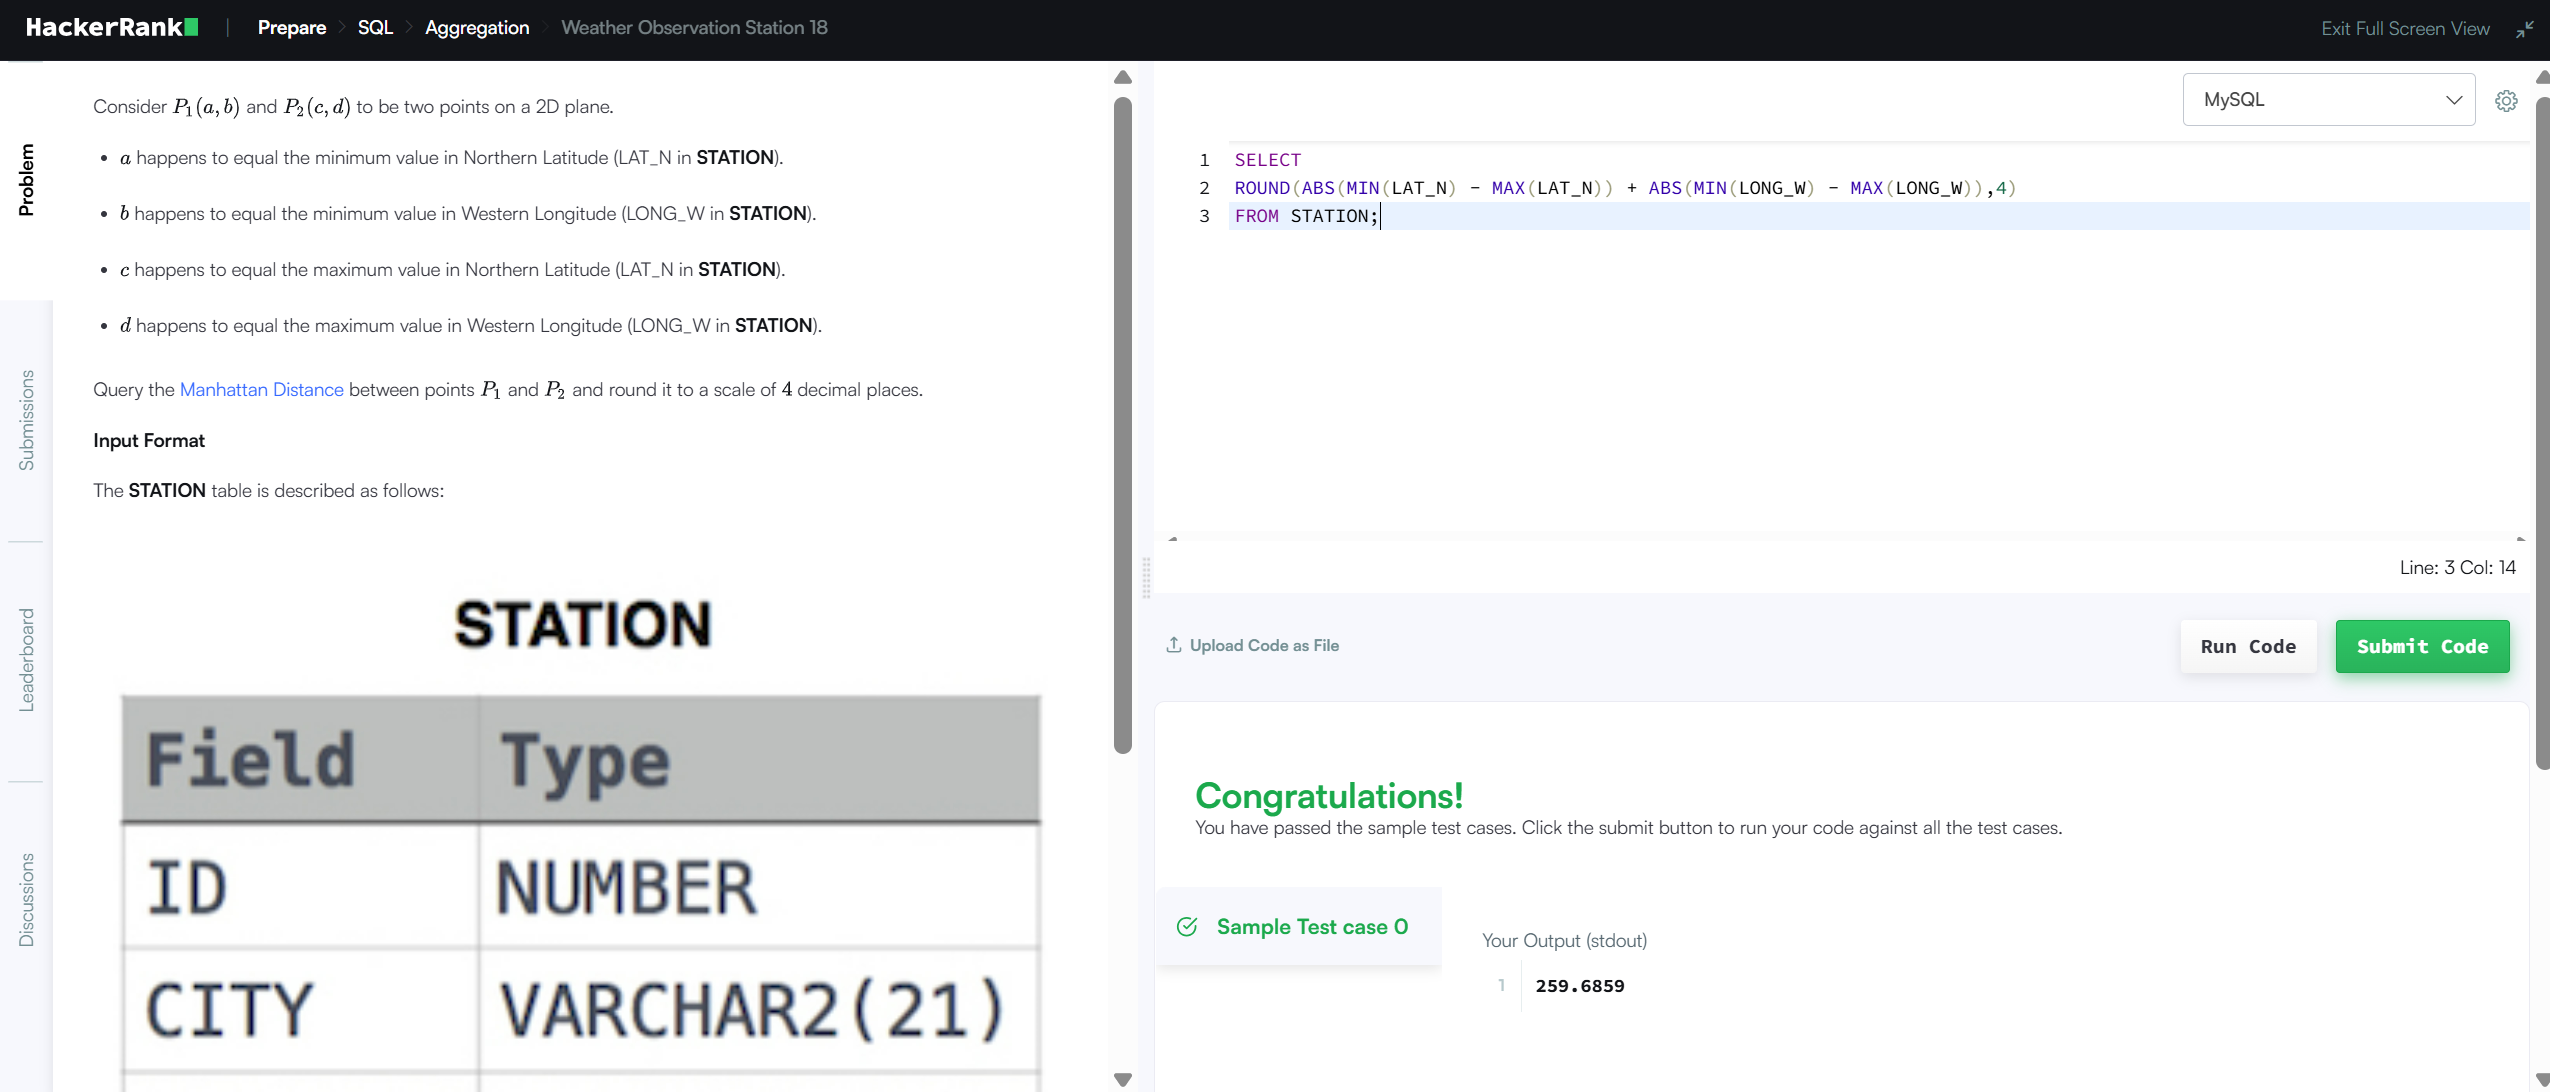 HackerRank | Prepare > SQL > Aggregation > Weather Observation Station 18
Exit Full Screen View
Problem
Submissions
Leaderboard
Discussions
Consider P₁(a, b) and P₂(c, d) to be two points on a 2D plane.
• a happens to equal the minimum value in Northern Latitude (LAT_N in STATION).
• b happens to equal the minimum value in Western Longitude (LONG_W in STATION).
• c happens to equal the maximum value in Northern Latitude (LAT_N in STATION).
• d happens to equal the maximum value in Western Longitude (LONG_W in STATION).
Query the Manhattan Distance between points P₁ and P₂ and round it to a scale of 4 decimal places.
Input Format
The STATION table is described as follows:
STATION
Field Type
ID NUMBER
CITY VARCHAR2(21)
MySQL
1 SELECT
2 ROUND(ABS(MIN(LAT_N) - MAX(LAT_N)) + ABS(MIN(LONG_W) - MAX(LONG_W)),4)
3 FROM STATION;
Line: 3 Col: 14
Upload Code as File
Run Code
Submit Code
Congratulations!
You have passed the sample test cases. Click the submit button to run your code against all the test cases.
Sample Test case 0
Your Output (stdout)
1 259.6859